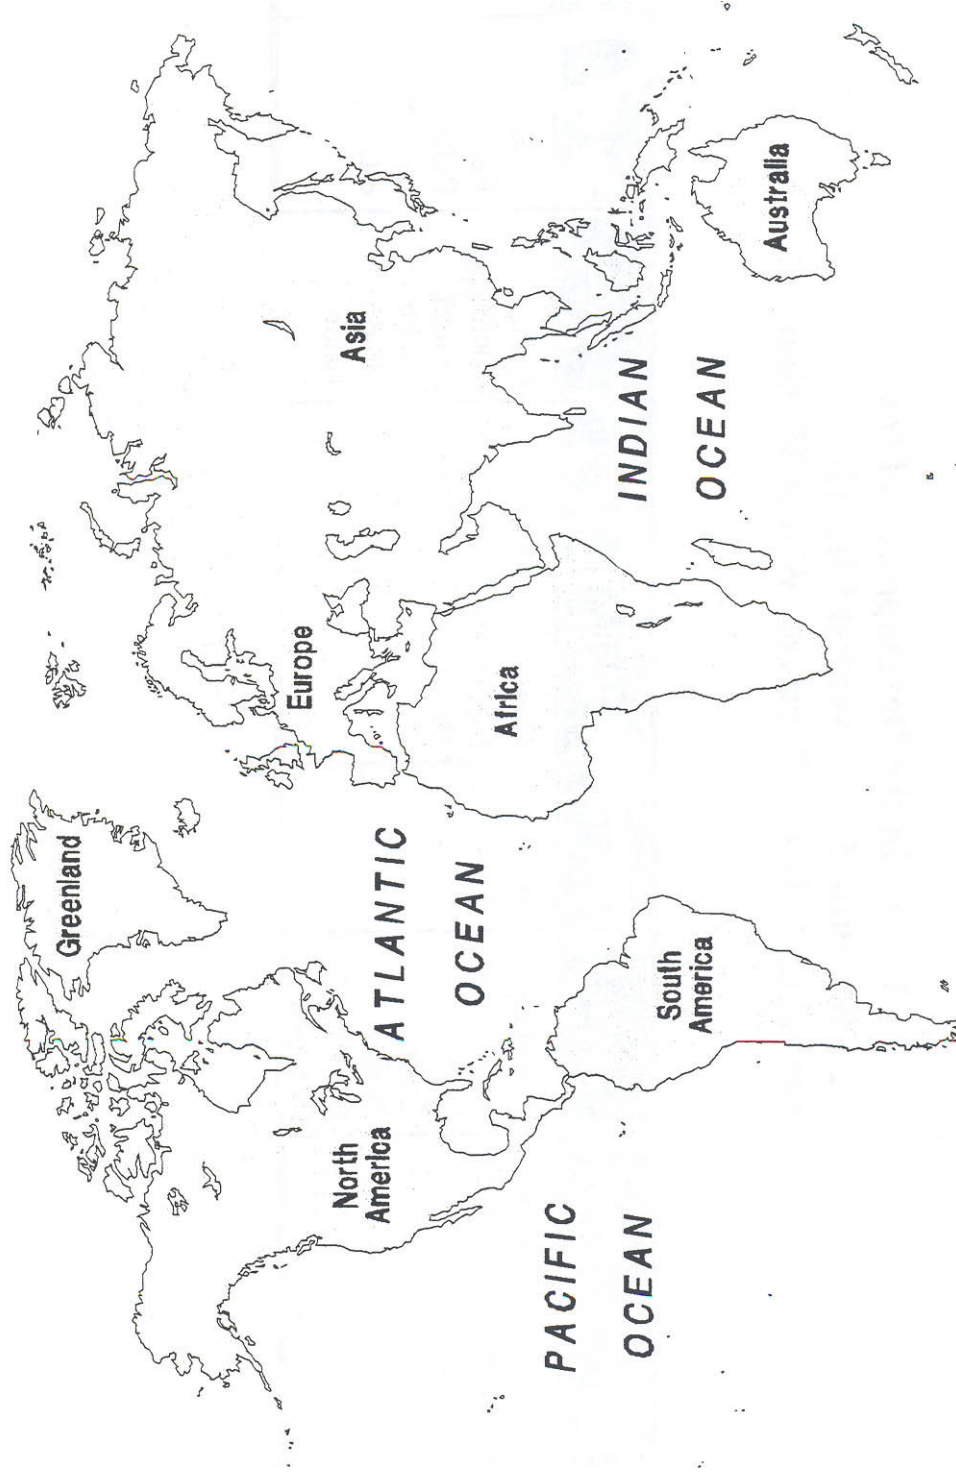 Greenland
Europe
Asia
North
America
ATLANTIC
OCEAN
Africa
PACIFIC
OCEAN
South
America
INDIAN
OCEAN
Australia